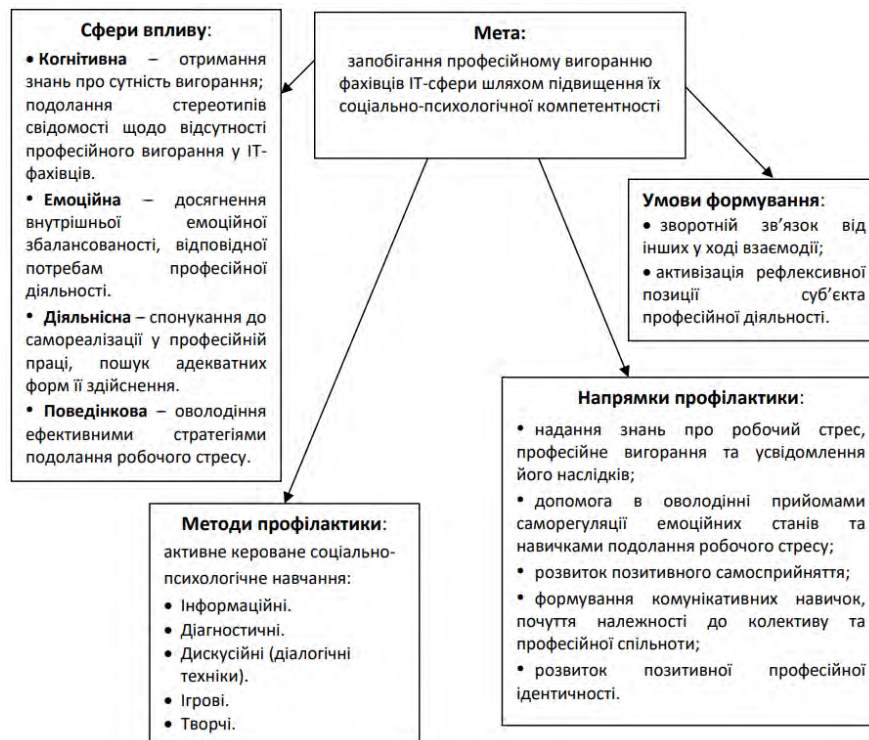 Сфери впливу:
• Когнітивна – отримання
знань про сутність вигорання;
подолання стереотипів
свідомості щодо відсутності
професійного вигорання у ІТ-
фахівців.
• Емоційна – досягнення
внутрішньої емоційної
збалансованості, відповідної
потребам професійної
діяльності.
• Діяльнісна – спонукання до
самореалізації у професійній
праці, пошук адекватних
форм її здійснення.
• Поведінкова – оволодіння
ефективними стратегіями
подолання робочого стресу.
Мета:
запобігання професійному вигоранню
фахівців ІТ-сфери шляхом підвищення їх
соціально-психологічної компетентності
Умови формування:
• зворотній зв’язок від
інших у ході взаємодії;
• активізація рефлексивної
позиції суб’єкта
професійної діяльності.
Напрямки профілактики:
• надання знань про робочий стрес,
професійне вигорання та усвідомлення
його наслідків;
• допомога в оволодінні прийомами
саморегуляції емоційних станів та
навичками подолання робочого стресу;
• розвиток позитивного самосприйняття;
• формування комунікативних навичок,
почуття належності до колективу та
професійної спільноти;
• розвиток позитивної професійної
ідентичності.
Методи профілактики:
активне кероване соціально-
психологічне навчання:
• Інформаційні.
• Діагностичні.
• Дискусійні (діалогічні
техніки).
• Ігрові.
• Творчі.